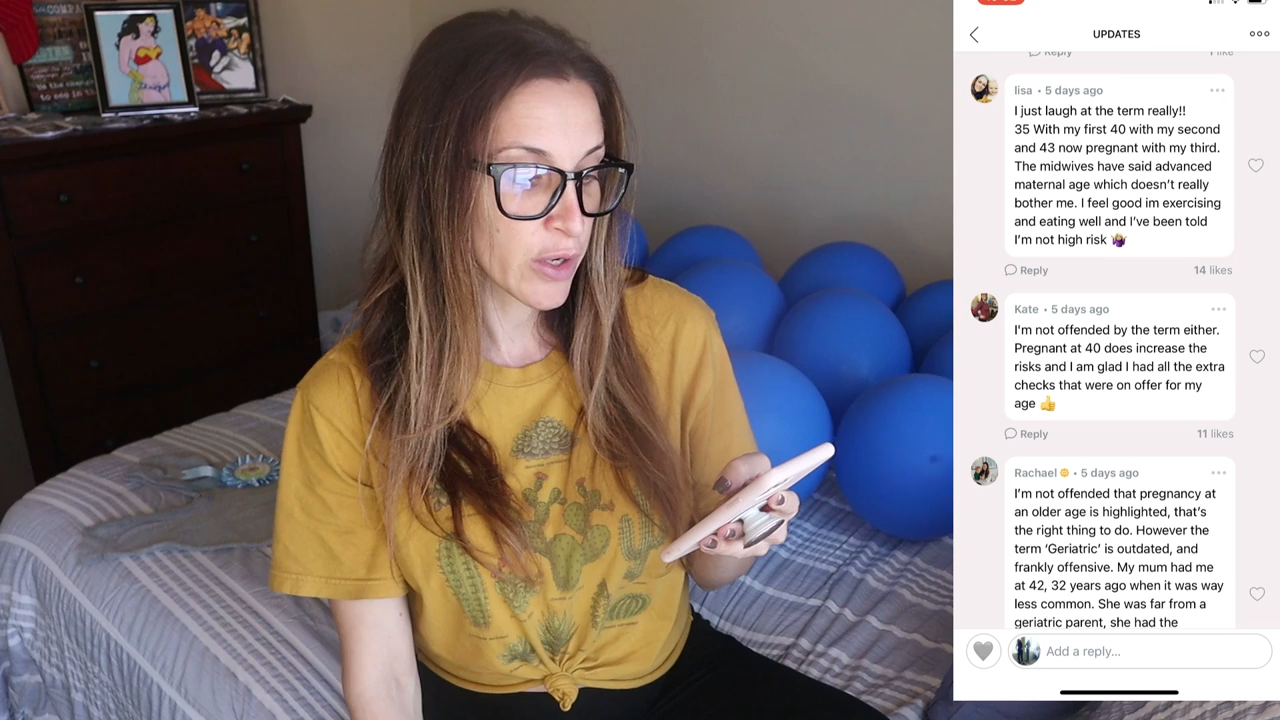 UPDATES
Reply
1 like
lisa • 5 days ago
I just laugh at the term really!!
35 With my first 40 with my second
and 43 now pregnant with my third.
The midwives have said advanced
maternal age which doesn't really
bother me. I feel good im exercising
and eating well and I've been told
I'm not high risk 🤷🏽‍♀️
Reply
14 likes
Kate • 5 days ago
I'm not offended by the term either.
Pregnant at 40 does increase the
risks and I am glad I had all the extra
checks that were on offer for my
age 👍
Reply
11 likes
Rachael • 5 days ago
I'm not offended that pregnancy at
an older age is highlighted, that's
the right thing to do. However the
term 'Geriatric' is outdated, and
frankly offensive. My mum had me
at 42, 32 years ago when it was way
less common. She was far from a
geriatric parent, she had the
Add a reply...